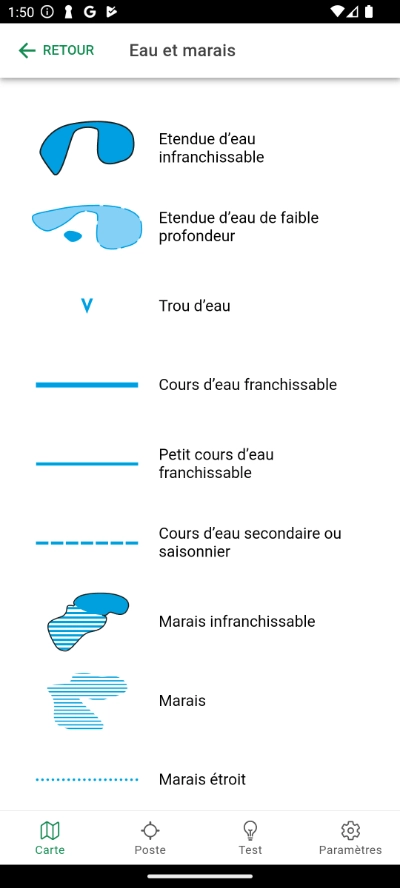 1:50
RETOUR
Eau et marais
Etendue d’eau
infranchissable
Etendue d’eau de faible
profondeur
Trou d’eau
Cours d’eau franchissable
Petit cours d’eau
franchissable
Cours d’eau secondaire ou
saisonnier
Marais infranchissable
Marais
Marais étroit
Carte
Poste
Test
Paramètres